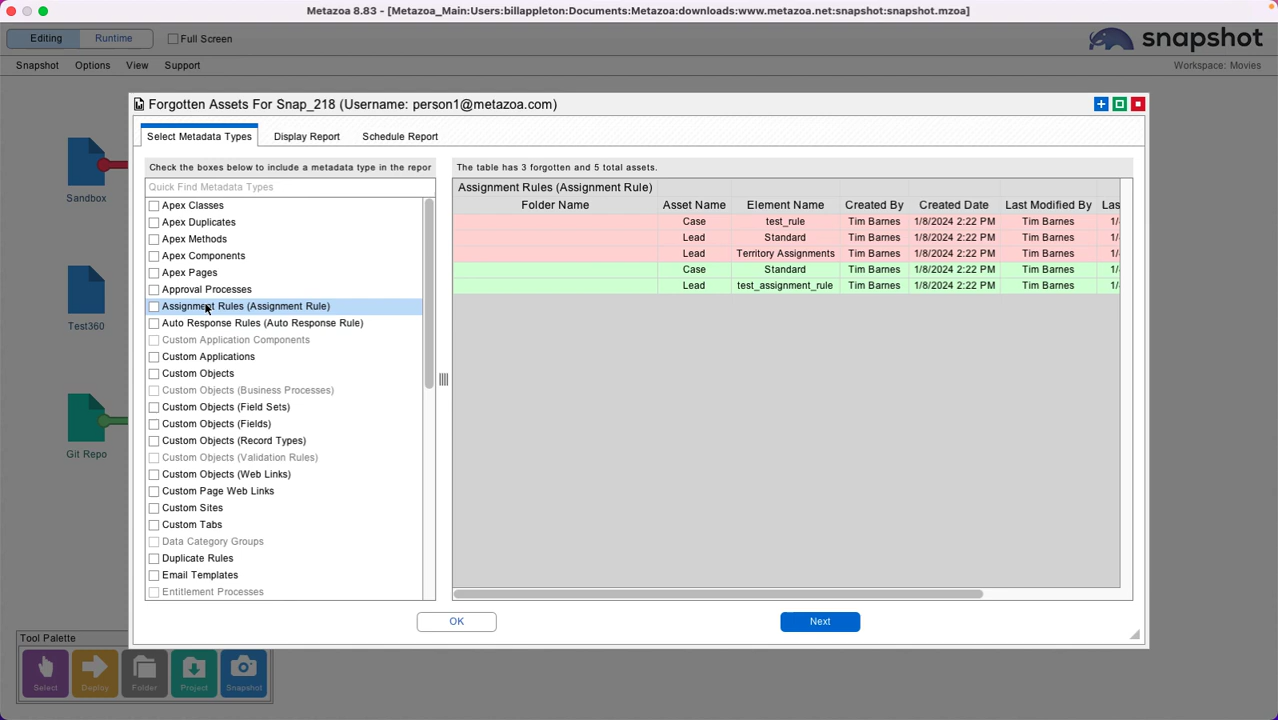 Metazoa 8.83 - [Metazoa_Main:Users:billappleton:Documents:Metazoa:downloads:www.metazoa.net:snapshot:snapshot.mzoa]
Editing Runtime Full Screen snapshot
Snapshot Options View Support Workspace: Movies
Sandbox
Test360
Git Repo
Forgotten Assets For Snap_218 (Username: person1@metazoa.com)
Select Metadata Types Display Report Schedule Report
Check the boxes below to include a metadata type in the repor
Quick Find Metadata Types
Apex Classes
Apex Duplicates
Apex Methods
Apex Components
Apex Pages
Approval Processes
Assignment Rules (Assignment Rule)
Auto Response Rules (Auto Response Rule)
Custom Application Components
Custom Applications
Custom Objects
Custom Objects (Business Processes)
Custom Objects (Field Sets)
Custom Objects (Fields)
Custom Objects (Record Types)
Custom Objects (Validation Rules)
Custom Objects (Web Links)
Custom Page Web Links
Custom Sites
Custom Tabs
Data Category Groups
Duplicate Rules
Email Templates
Entitlement Processes
The table has 3 forgotten and 5 total assets.
Assignment Rules (Assignment Rule)
Folder Name Asset Name Element Name Created By Created Date Last Modified By Las
Case test_rule Tim Barnes 1/8/2024 2:22 PM Tim Barnes 1/
Lead Standard Tim Barnes 1/8/2024 2:22 PM Tim Barnes 1/
Lead Territory Assignments Tim Barnes 1/8/2024 2:22 PM Tim Barnes 1/
Case Standard Tim Barnes 1/8/2024 2:22 PM Tim Barnes 1/
Lead test_assignment_rule Tim Barnes 1/8/2024 2:22 PM Tim Barnes 1/
OK Next
Tool Palette
Select Deploy Folder Project Snapshot